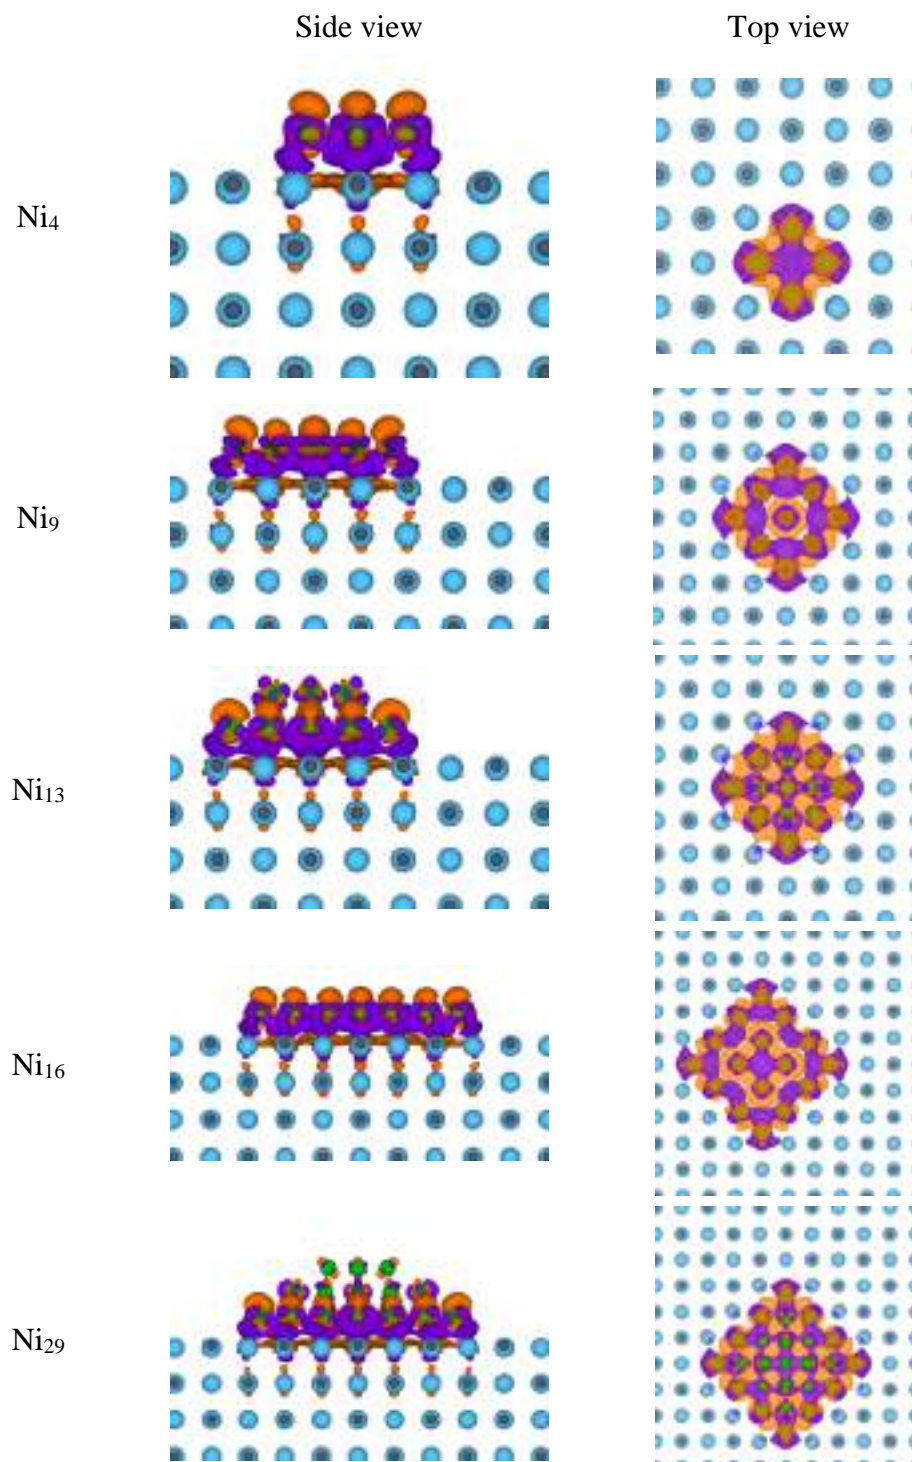 Side view Top view
Ni₄
Ni₉
Ni₁₃
Ni₁₆
Ni₂₉